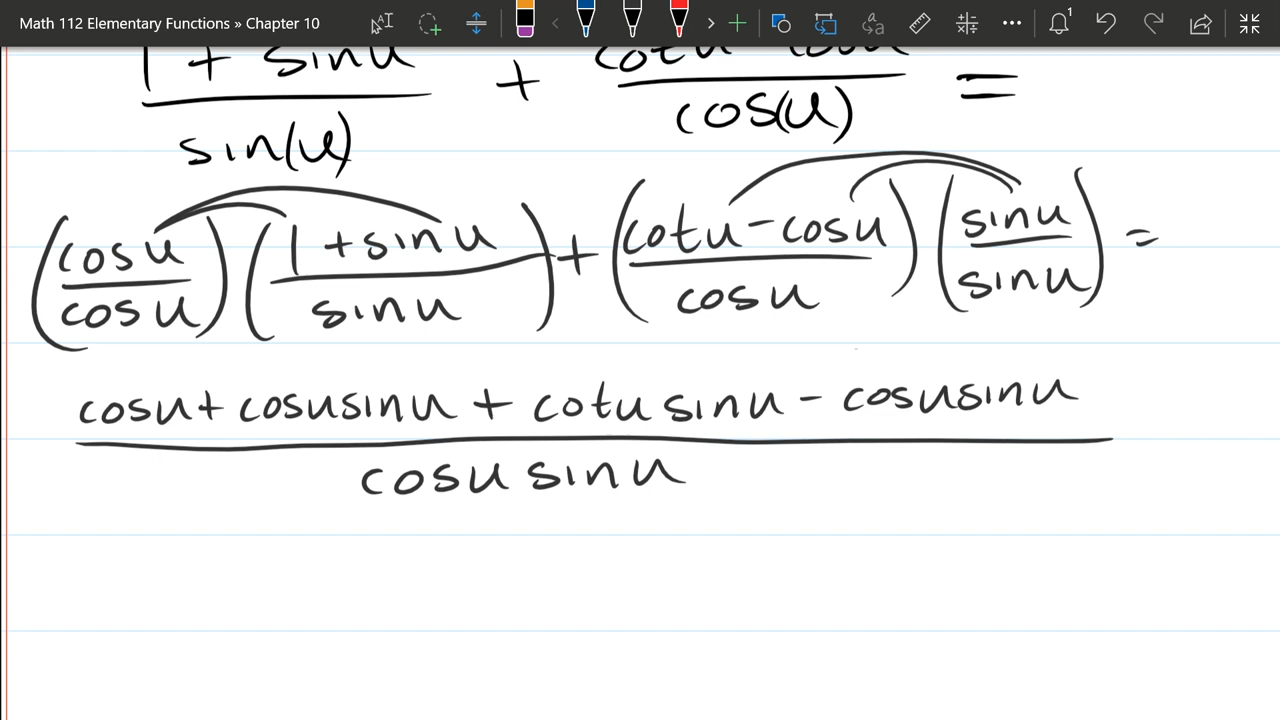 Math 112 Elementary Functions » Chapter 10
1
1 + sinu / sin(u) + cotu - cosu / cos(u) =
(cosu / cosu) (1 + sinu / sinu) + (cotu - cosu / cosu) (sinu / sinu) =
cosu + cosusinu + cotusinu - cosusinu / cosusinu